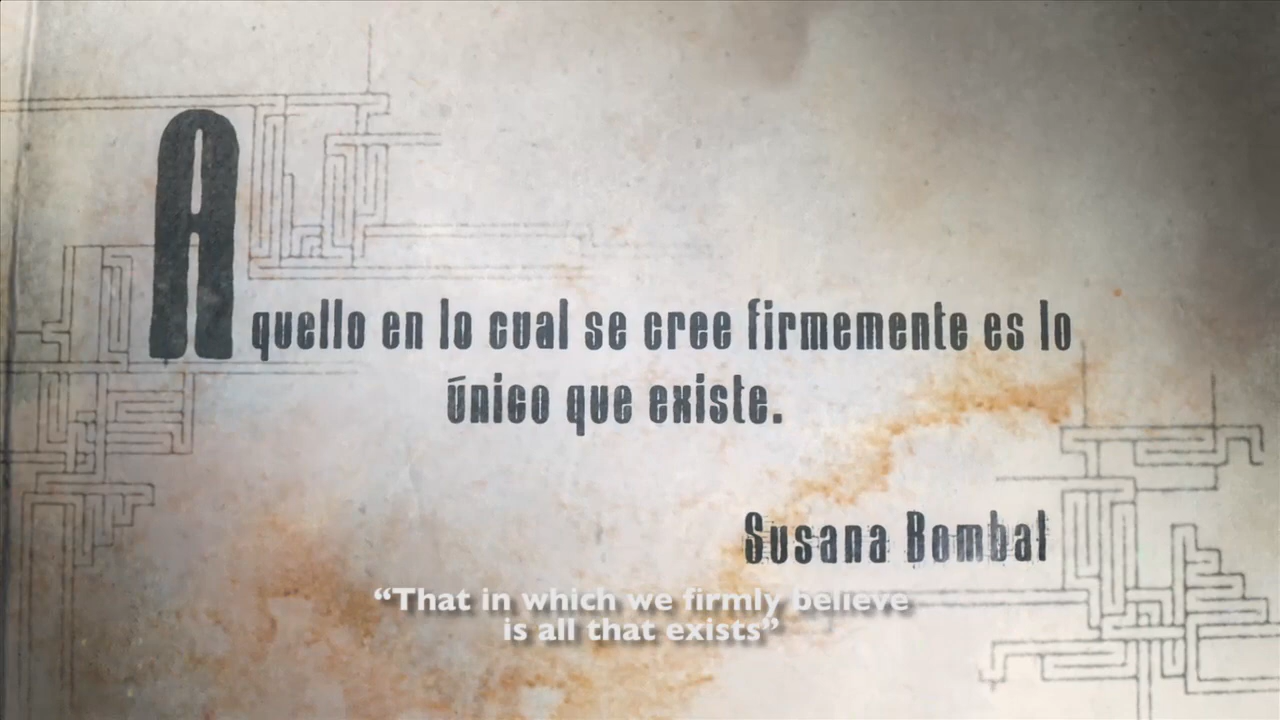 Aquello en lo cual se cree firmemente es lo
único que existe.
Susana Bombal
“That in which we firmly believe
is all that exists”